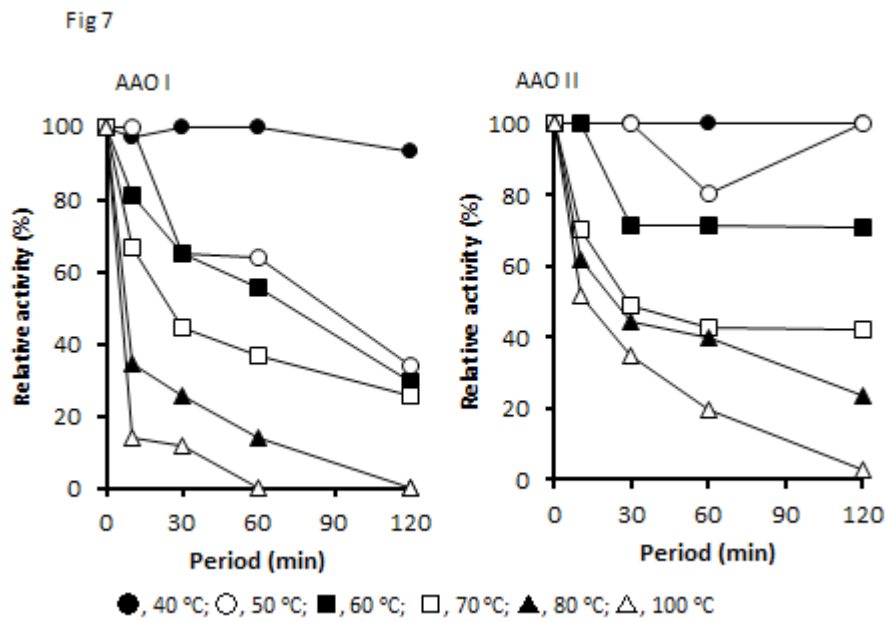 Fig 7
AAO I
Relative activity (%)
100
80
60
40
20
0
0 30 60 90 120
Period (min)
AAO II
Relative activity (%)
100
80
60
40
20
0
0 30 60 90 120
Period (min)
●, 40 °C; ○, 50 °C; ■, 60 °C; □, 70 °C; ▲, 80 °C; △, 100 °C